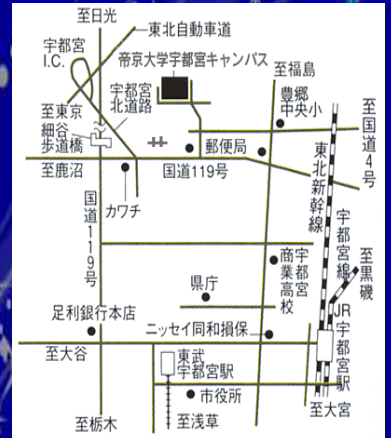 至日光
東北自動車道
宇都宮
I.C.
帝京大学宇都宮キャンパス
宇都宮
北道路
至福島
豊郷
中央小
至国道4号
至東京
細谷
歩道橋
郵便局
至鹿沼
国道119号
東北新幹線
カワチ
国道119号
宇都宮線
至黒磯
宇都宮
商業高校
県庁
足利銀行本店
ニッセイ同和損保
JR宇都宮駅
至大谷
東武
宇都宮駅
市役所
至大宮
至栃木
至浅草